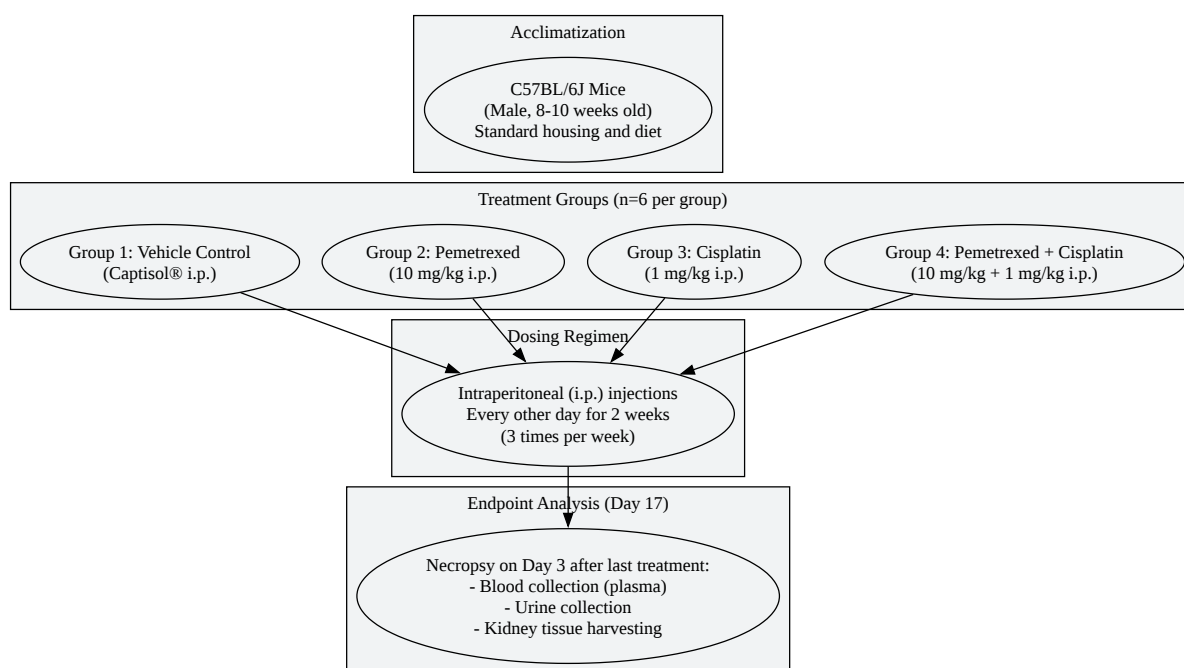 Acclimatization
C57BL/6J Mice
(Male, 8-10 weeks old)
Standard housing and diet
Treatment Groups (n=6 per group)
Group 1: Vehicle Control
(Captisol® i.p.)
Group 2: Pemetrexed
(10 mg/kg i.p.)
Group 3: Cisplatin
(1 mg/kg i.p.)
Group 4: Pemetrexed + Cisplatin
(10 mg/kg + 1 mg/kg i.p.)
Dosing Regimen
Intraperitoneal (i.p.) injections
Every other day for 2 weeks
(3 times per week)
Endpoint Analysis (Day 17)
Necropsy on Day 3 after last treatment:
- Blood collection (plasma)
- Urine collection
- Kidney tissue harvesting